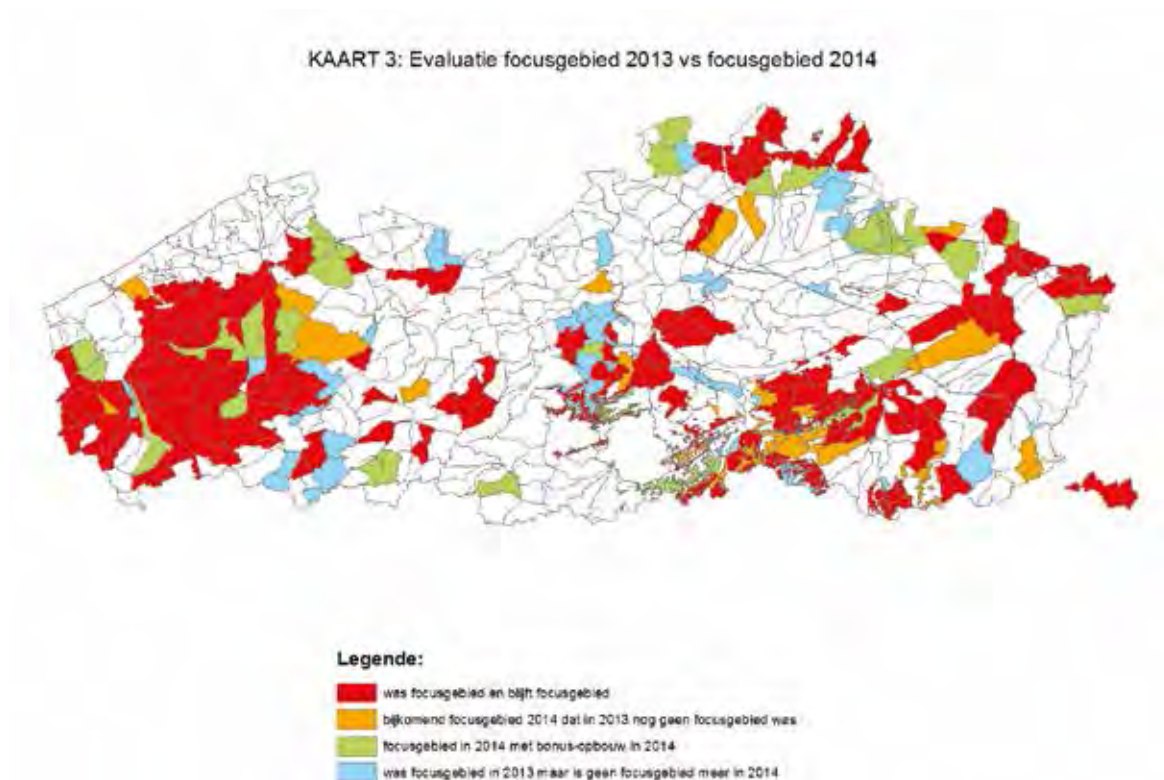 KAART 3: Evaluatie focusgebied 2013 vs focusgebied 2014
Legende:
was focusgebied en blijft focusgebied
bijkomend focusgebied 2014 dat in 2013 nog geen focusgebied was
focusgebied in 2014 met bonus-opbouw in 2014
was focusgebied in 2013 maar is geen focusgebied meer in 2014